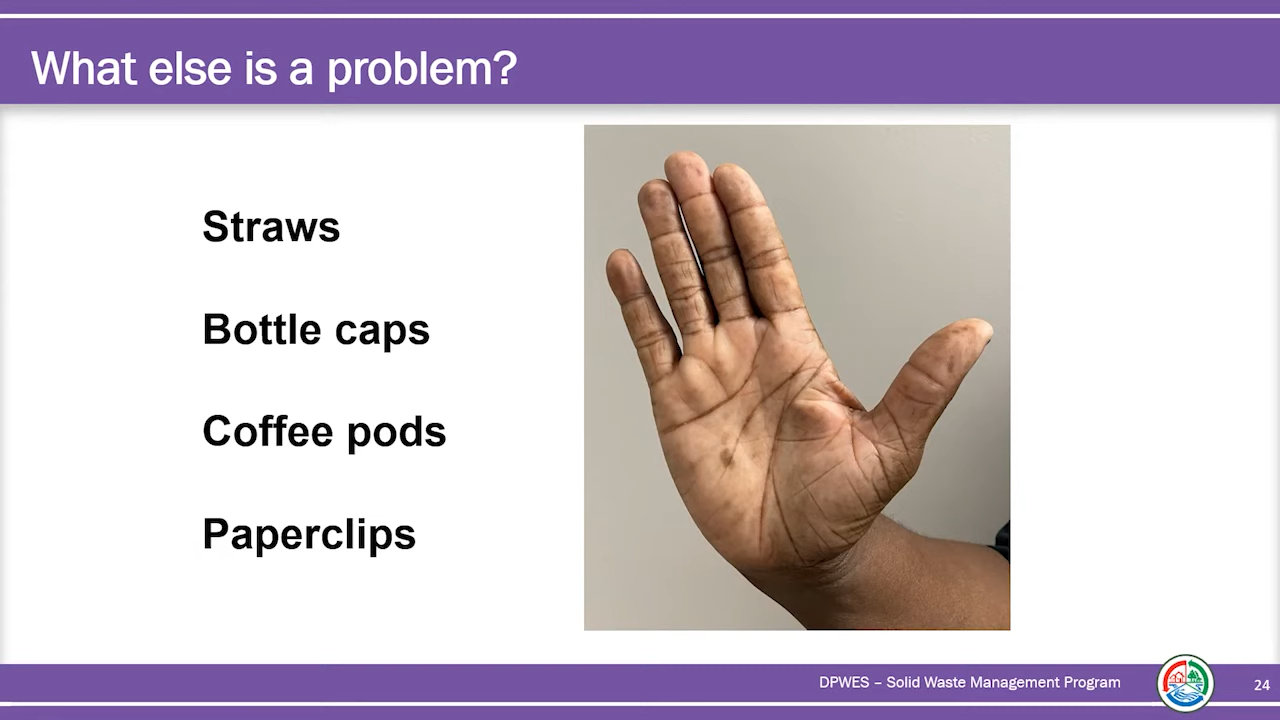 What else is a problem?
Straws
Bottle caps
Coffee pods
Paperclips
DPWES – Solid Waste Management Program
24